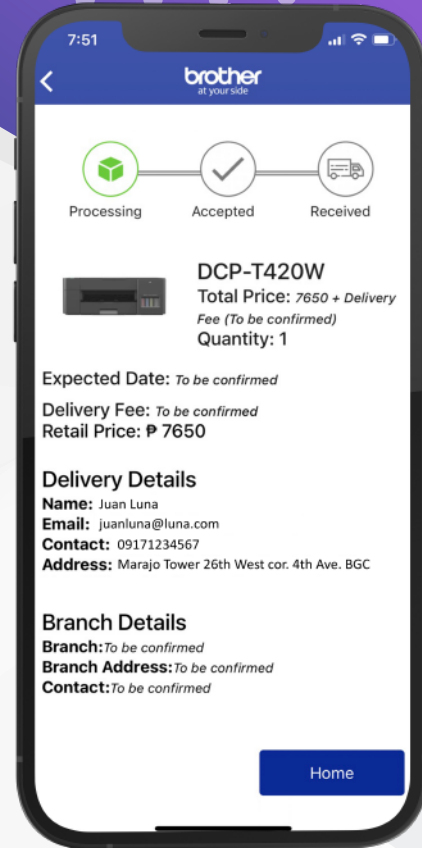 7:51
brother
at your side
Processing
Accepted
Received
DCP-T420W
Total Price: 7650 + Delivery
Fee (To be confirmed)
Quantity: 1
Expected Date: To be confirmed
Delivery Fee: To be confirmed
Retail Price: ₱ 7650
Delivery Details
Name: Juan Luna
Email: juanluna@luna.com
Contact: 09171234567
Address: Marajo Tower 26th West cor. 4th Ave. BGC
Branch Details
Branch:To be confirmed
Branch Address:To be confirmed
Contact:To be confirmed
Home